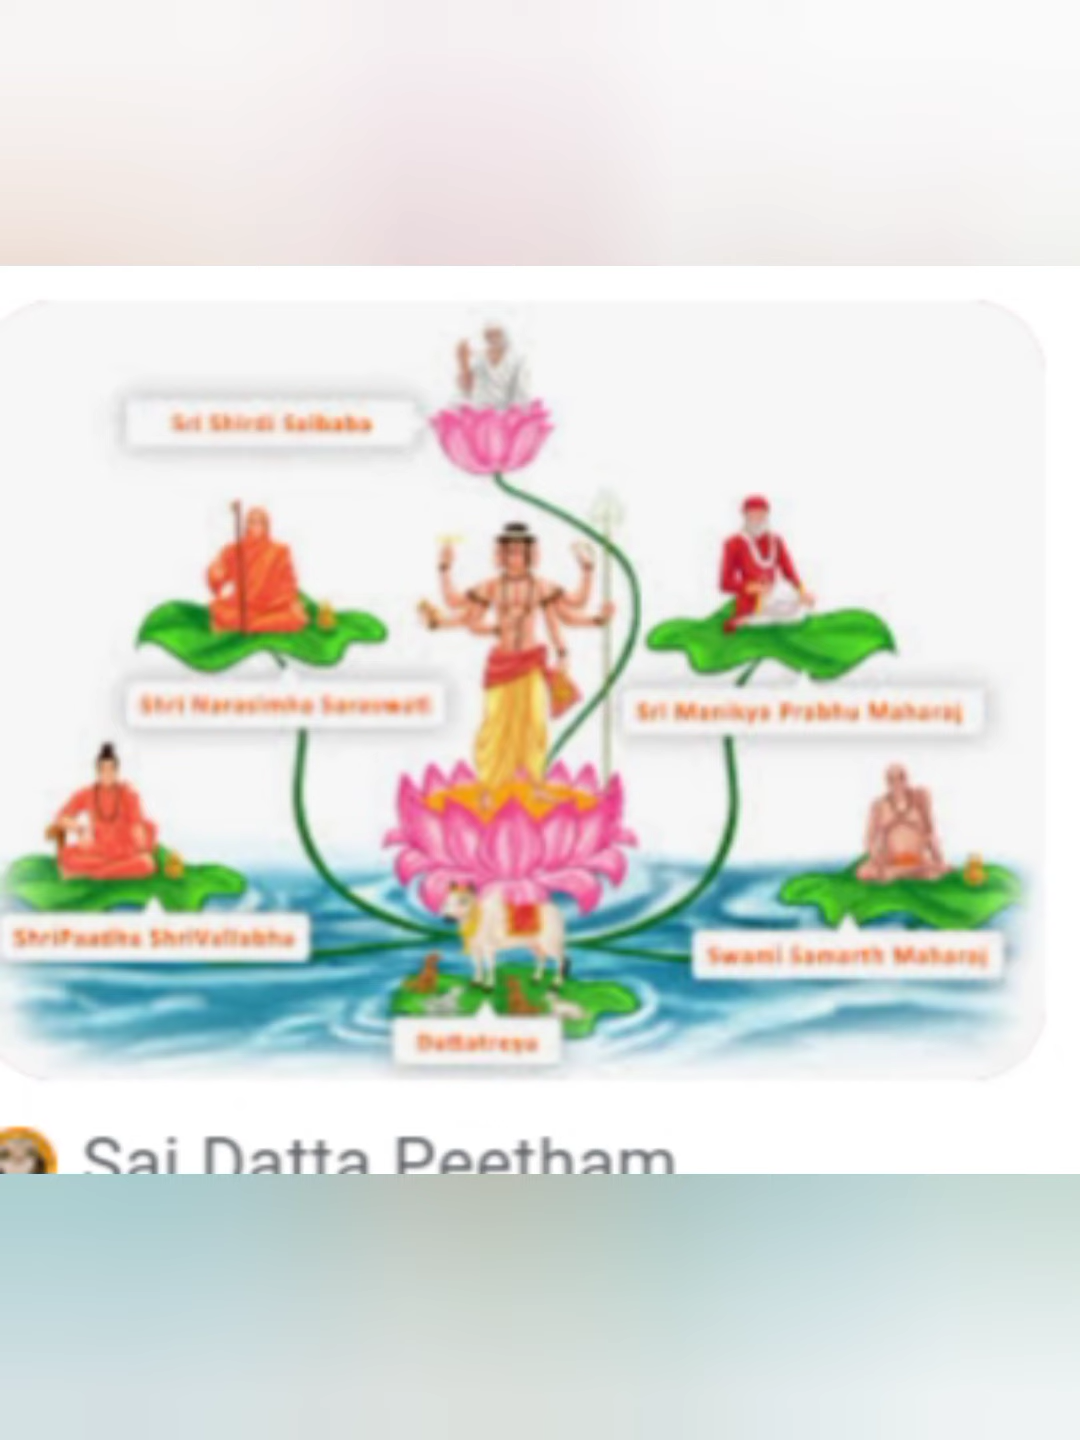 Sri Shirdi Saibaba
Shri Narasimha Saraswati
Sri Manikya Prabhu Maharaj
ShriPaadha ShriVallabha
Swami Samarth Maharaj
Dattatreya
Sai Datta Peetham